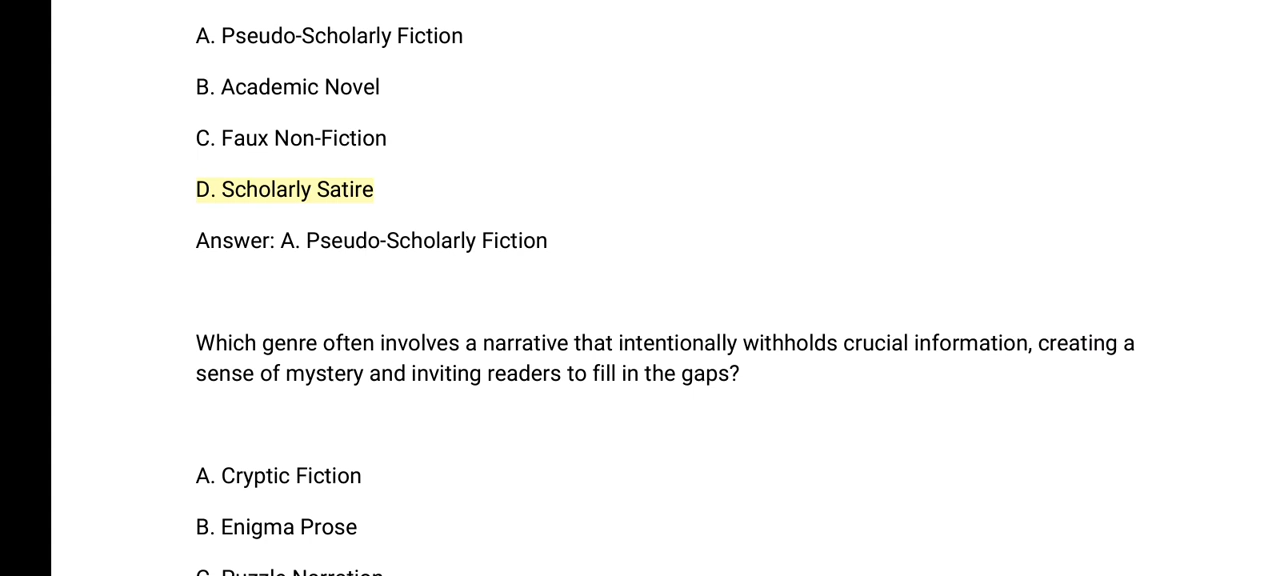 A. Pseudo-Scholarly Fiction
B. Academic Novel
C. Faux Non-Fiction
D. Scholarly Satire
Answer: A. Pseudo-Scholarly Fiction
Which genre often involves a narrative that intentionally withholds crucial information, creating a
sense of mystery and inviting readers to fill in the gaps?
A. Cryptic Fiction
B. Enigma Prose
C. Puzzle Narration